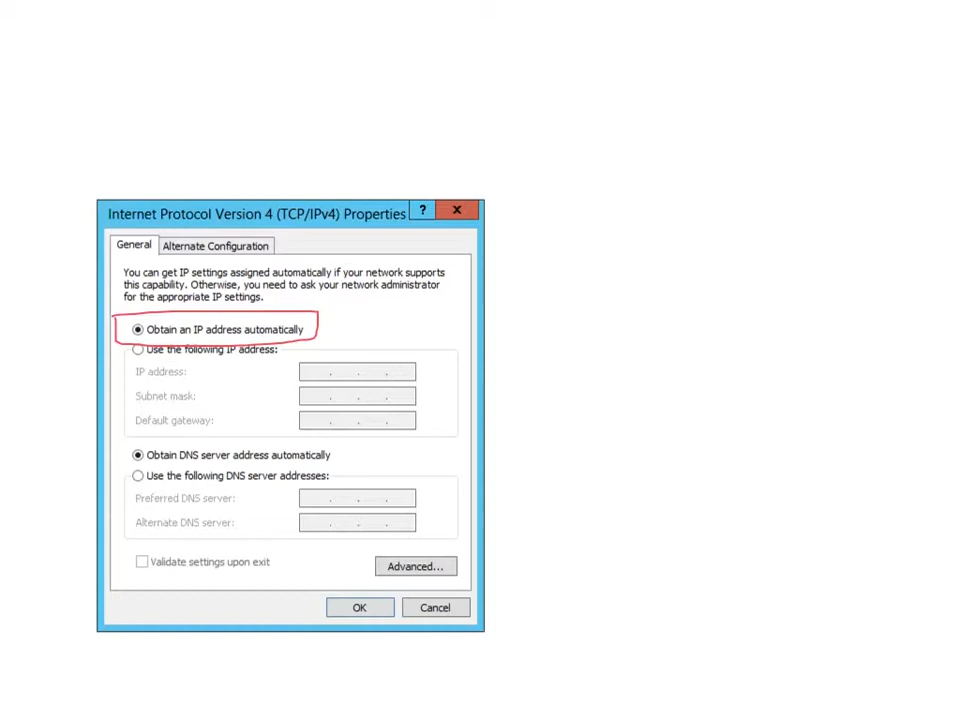 Internet Protocol Version 4 (TCP/IPv4) Properties ? X
General Alternate Configuration
You can get IP settings assigned automatically if your network supports
this capability. Otherwise, you need to ask your network administrator
for the appropriate IP settings.
Obtain an IP address automatically
Use the following IP address:
IP address: . . .
Subnet mask: . . .
Default gateway: . . .
Obtain DNS server address automatically
Use the following DNS server addresses:
Preferred DNS server: . . .
Alternate DNS server: . . .
Validate settings upon exit
Advanced...
OK Cancel